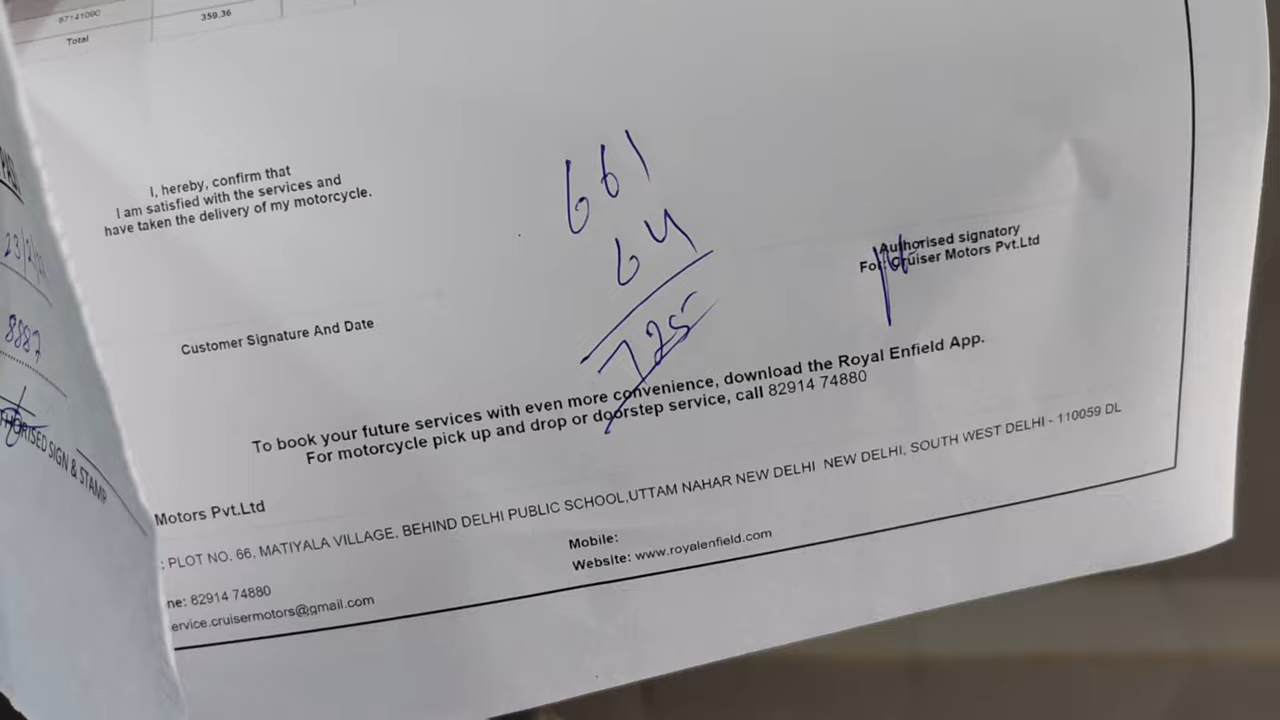 87141090 359.36
Total
I, hereby, confirm that
I am satisfied with the services and
have taken the delivery of my motorcycle.
661
64
725
Authorised signatory
For Cruiser Motors Pvt.Ltd
Customer Signature And Date
To book your future services with even more convenience, download the Royal Enfield App.
For motorcycle pick up and drop or doorstep service, call 82914 74880
Motors Pvt.Ltd
: PLOT NO. 66, MATIYALA VILLAGE, BEHIND DELHI PUBLIC SCHOOL,UTTAM NAHAR NEW DELHI NEW DELHI, SOUTH WEST DELHI - 110059 DL
Mobile:
Website: www.royalenfield.com
ne: 82914 74880
ervice.cruisermotors@gmail.com
8887
SIGN & STAMP